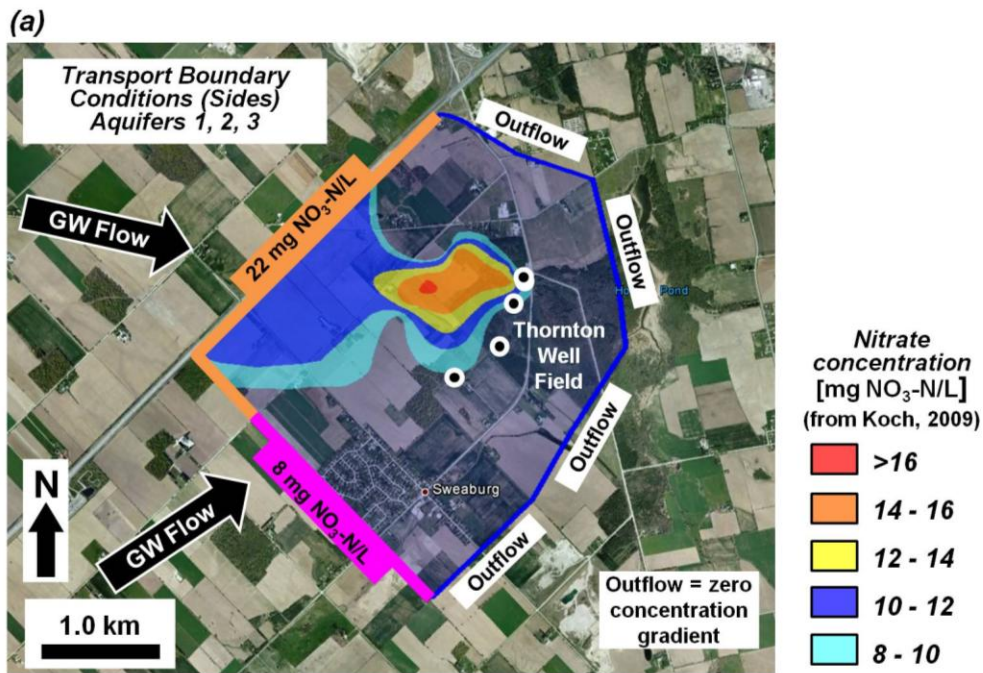 (a)
Transport Boundary
Conditions (Sides)
Aquifers 1, 2, 3
Outflow
GW Flow
22 mg NO₃-N/L
Outflow
Thornton
Well
Field
Outflow
8 mg NO₃-N/L
Sweaburg
GW Flow
Outflow
N
1.0 km
Outflow = zero
concentration
gradient
Nitrate
concentration
[mg NO₃-N/L]
(from Koch, 2009)
>16
14 - 16
12 - 14
10 - 12
8 - 10